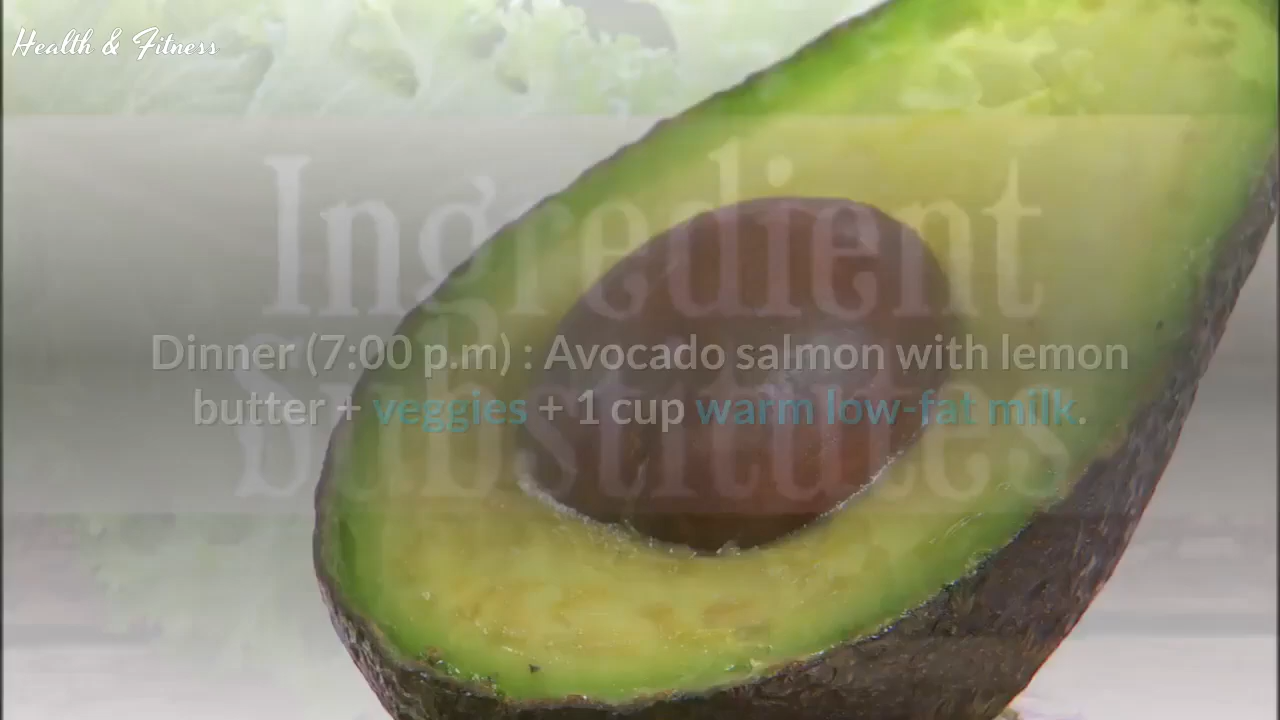 Health & Fitness
Ingredient
Dinner (7:00 p.m) : Avocado salmon with lemon
butter + veggies + 1 cup warm low-fat milk.
Substitutes